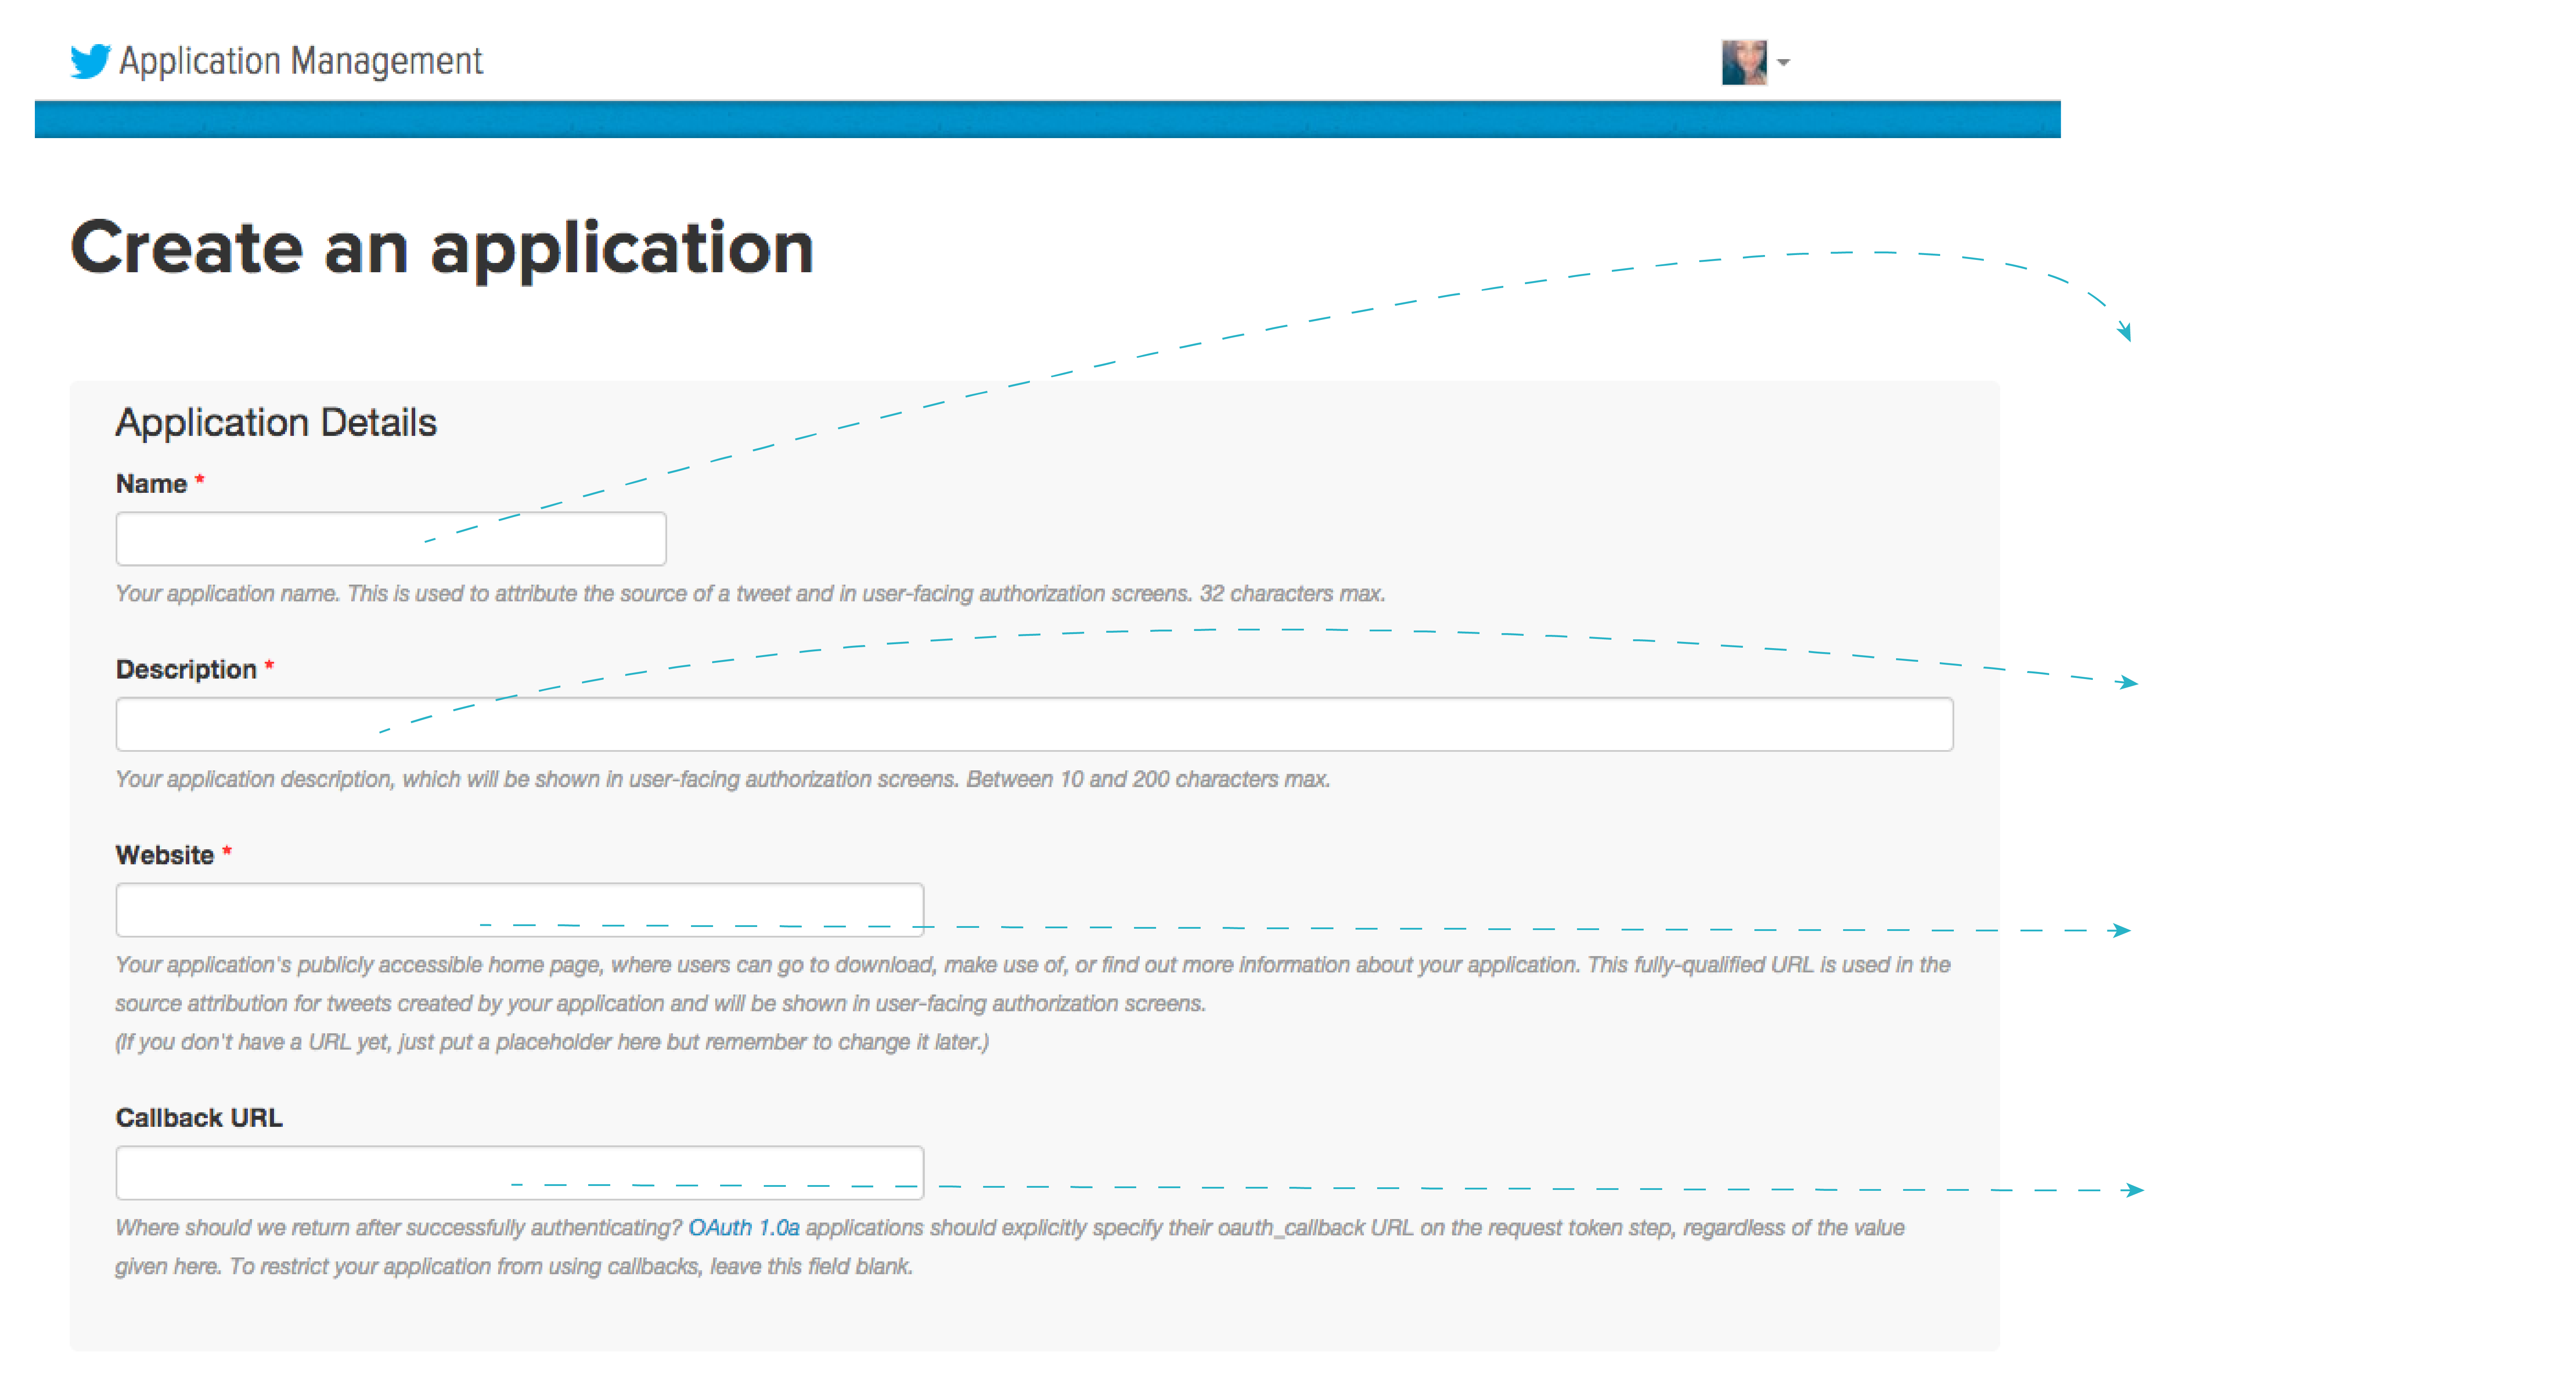 Application Management
Create an application
Application Details
Name *
Your application name. This is used to attribute the source of a tweet and in user-facing authorization screens. 32 characters max.
Description *
Your application description, which will be shown in user-facing authorization screens. Between 10 and 200 characters max.
Website *
Your application's publicly accessible home page, where users can go to download, make use of, or find out more information about your application. This fully-qualified URL is used in the
source attribution for tweets created by your application and will be shown in user-facing authorization screens.
(If you don't have a URL yet, just put a placeholder here but remember to change it later.)
Callback URL
Where should we return after successfully authenticating? OAuth 1.0a applications should explicitly specify their oauth_callback URL on the request token step, regardless of the value
given here. To restrict your application from using callbacks, leave this field blank.